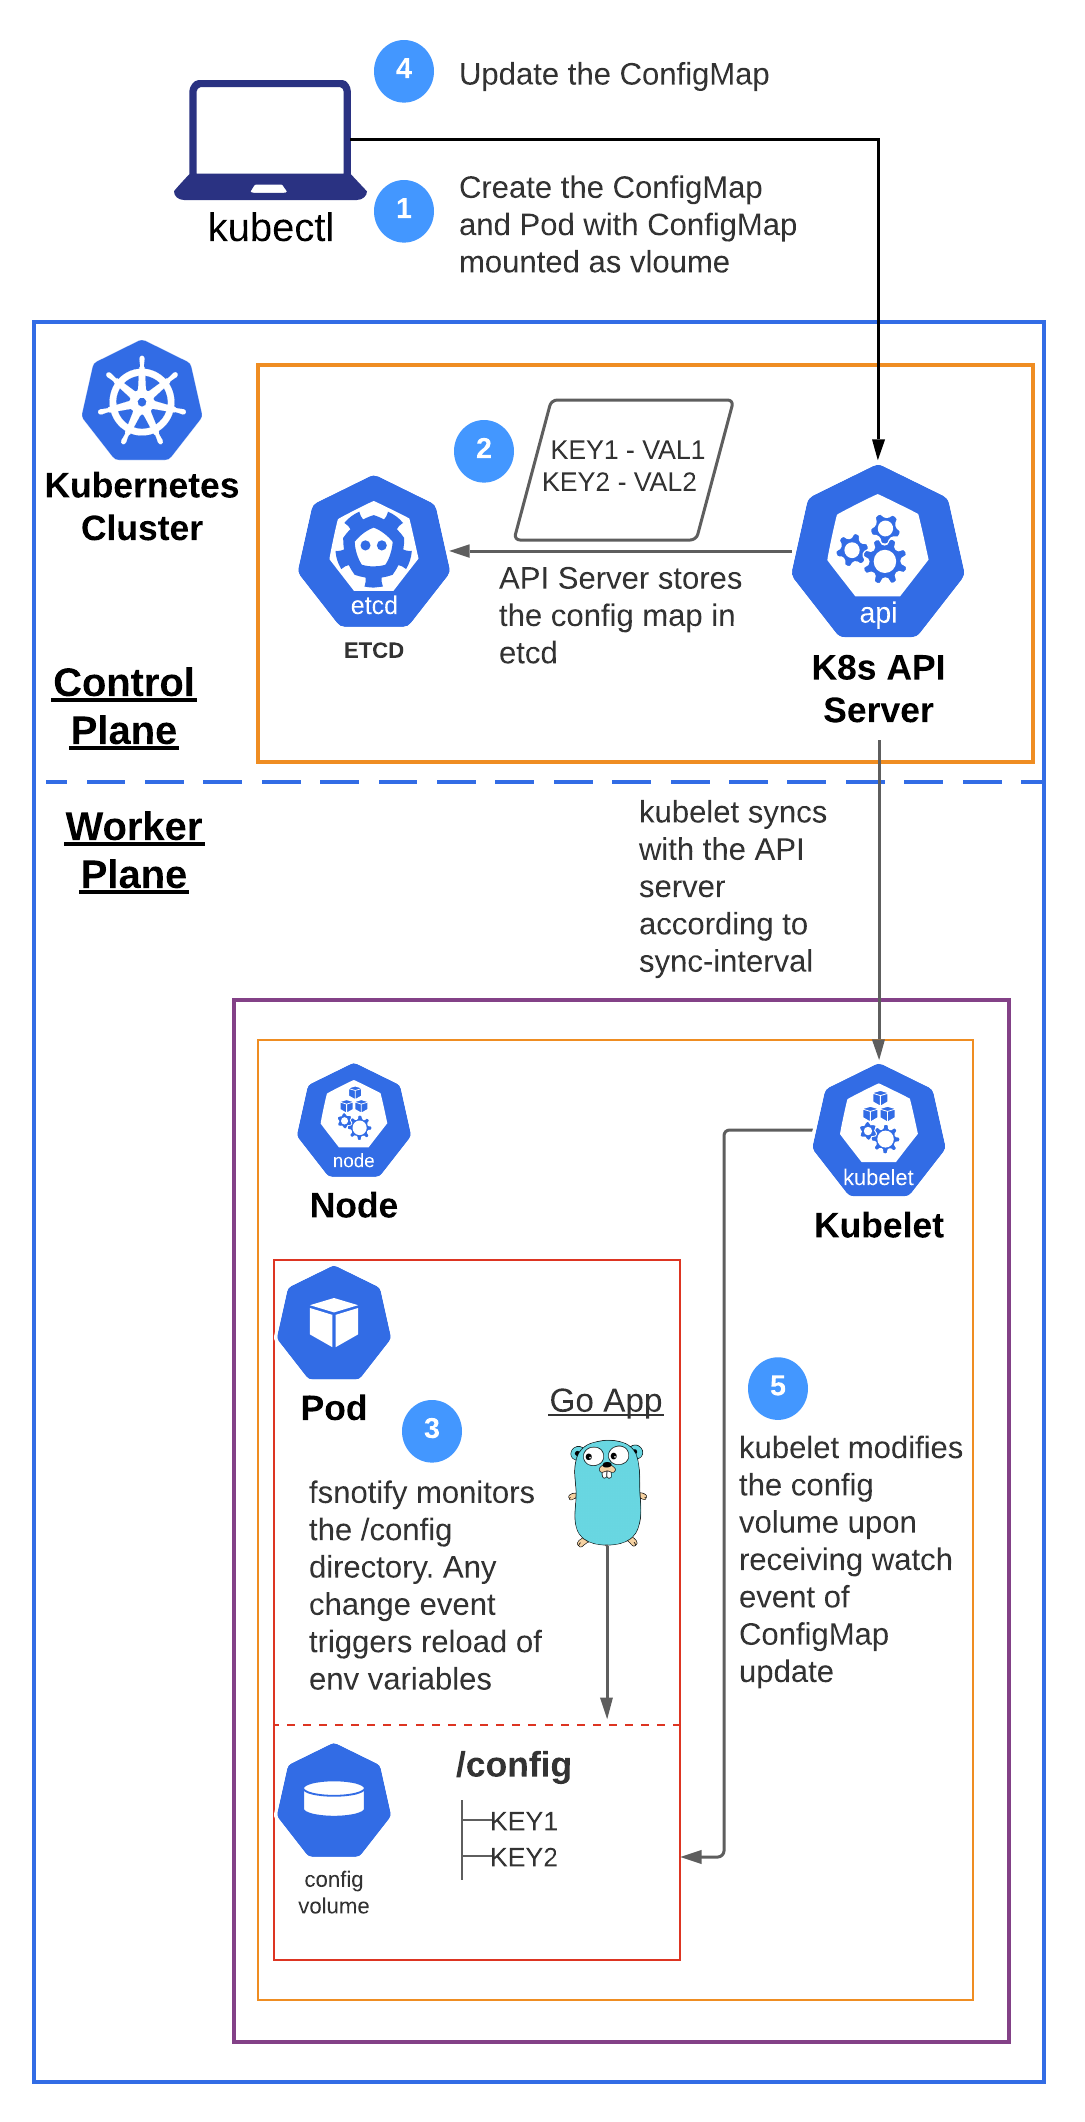 4
Update the ConfigMap
1
Create the ConfigMap
and Pod with ConfigMap
mounted as vloume
kubectl
Kubernetes
Cluster
2
KEY1 - VAL1
KEY2 - VAL2
etcd
ETCD
API Server stores
the config map in
etcd
api
K8s API
Server
Control
Plane
Worker
Plane
kubelet syncs
with the API
server
according to
sync-interval
node
Node
kubelet
Kubelet
Pod
3
fsnotify monitors
the /config
directory. Any
change event
triggers reload of
env variables
Go App
5
kubelet modifies
the config
volume upon
receiving watch
event of
ConfigMap
update
/config
KEY1
KEY2
config
volume